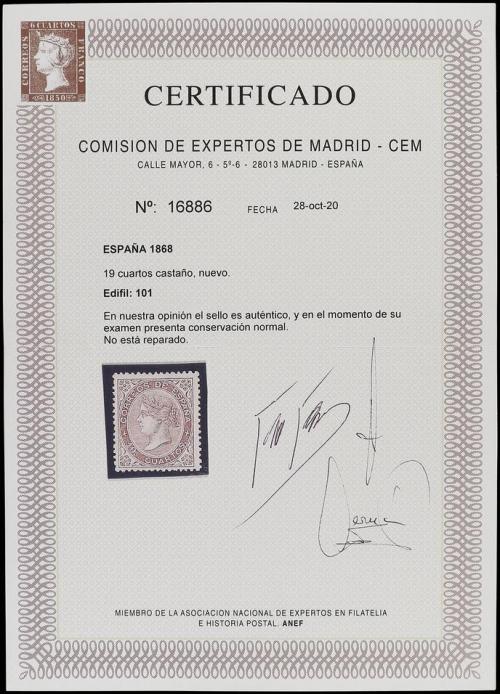 6 CUARTOS
CORREOS
FRANCO
1850
CERTIFICADO
COMISION DE EXPERTOS DE MADRID - CEM
CALLE MAYOR, 6 - 5º-6 - 28013 MADRID - ESPAÑA
Nº: 16886 FECHA 28-oct-20
ESPAÑA 1868
19 cuartos castaño, nuevo.
Edifil: 101
En nuestra opinión el sello es auténtico, y en el momento de su
examen presenta conservación normal.
No está reparado.
CORREOS DE ESPAÑA
19 CUARTOS
MIEMBRO DE LA ASOCIACION NACIONAL DE EXPERTOS EN FILATELIA
E HISTORIA POSTAL. ANEF